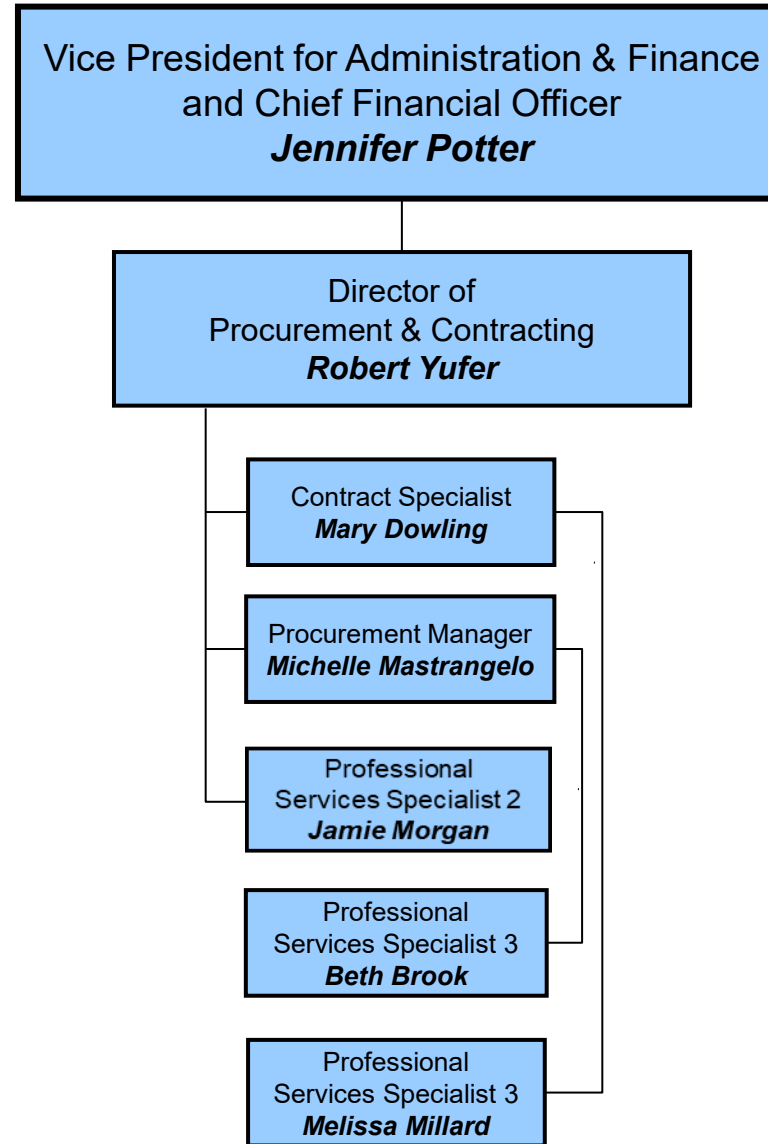 Vice President for Administration & Finance
and Chief Financial Officer
Jennifer Potter
Director of
Procurement & Contracting
Robert Yufer
Contract Specialist
Mary Dowling
Procurement Manager
Michelle Mastrangelo
Professional
Services Specialist 2
Jamie Morgan
Professional
Services Specialist 3
Beth Brook
Professional
Services Specialist 3
Melissa Millard